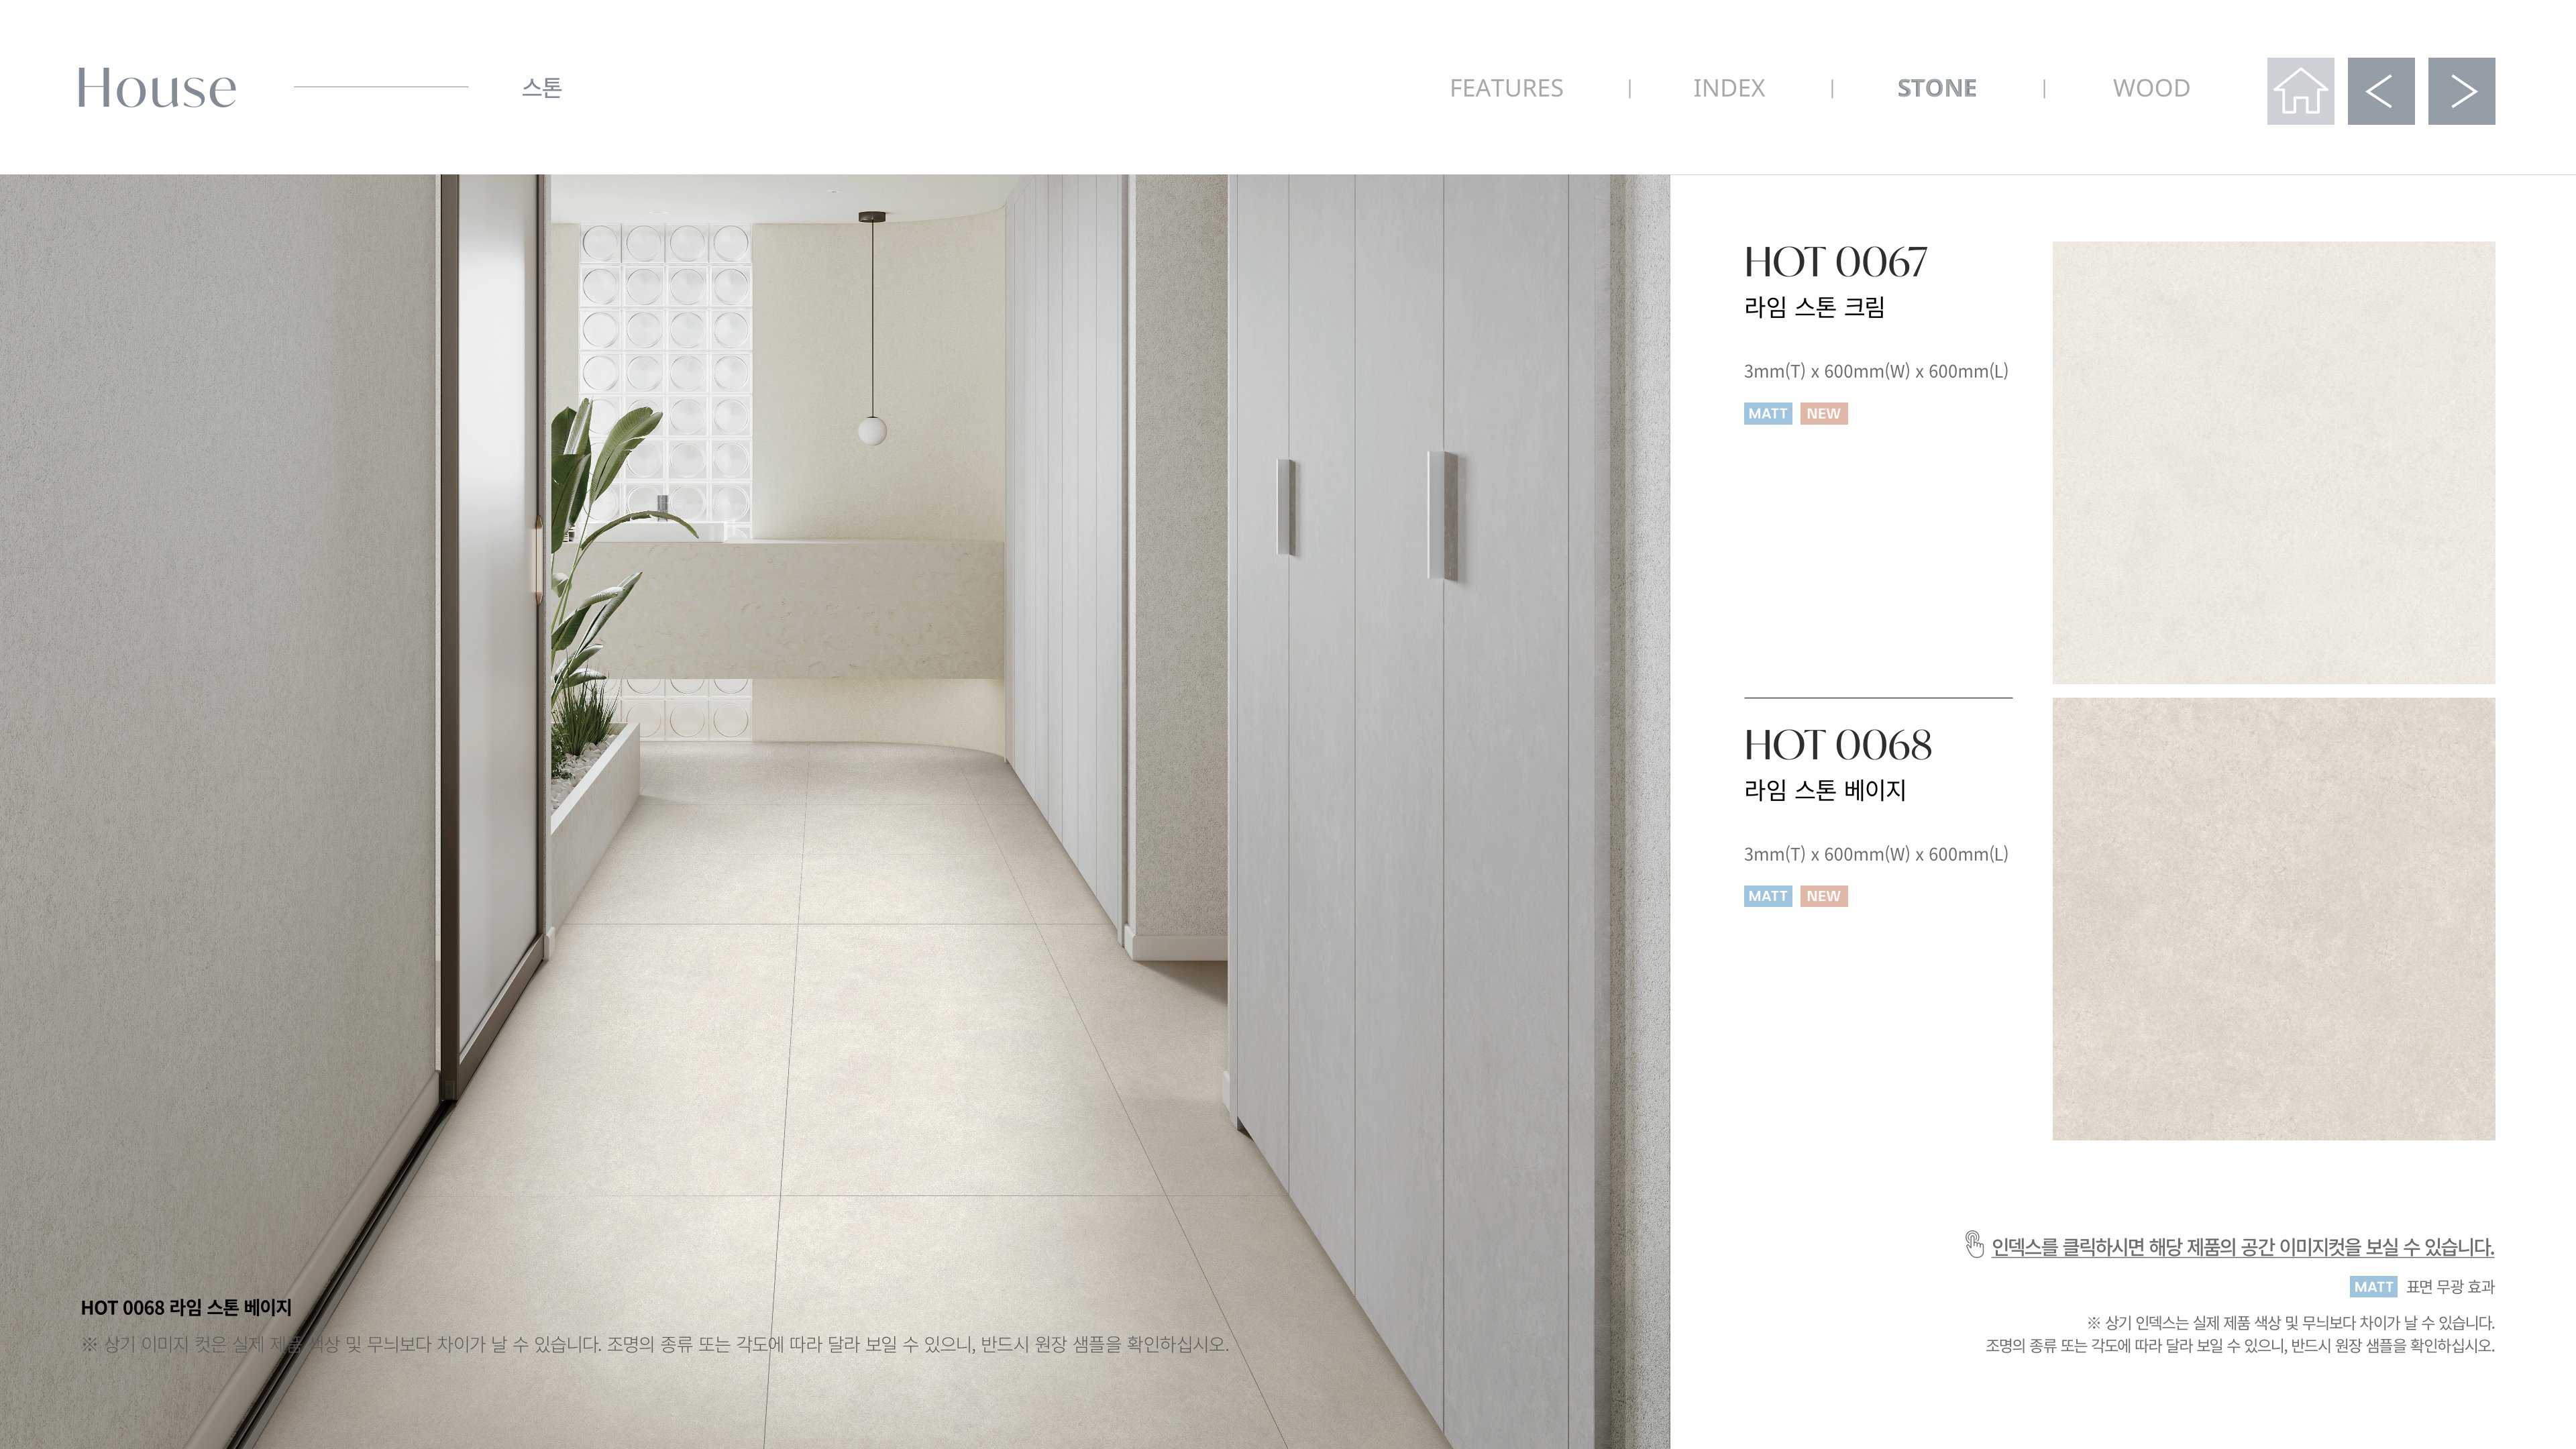 House
스톤
FEATURES | INDEX | STONE | WOOD
HOT 0067
라임 스톤 크림
3mm(T) x 600mm(W) x 600mm(L)
MATT NEW
HOT 0068
라임 스톤 베이지
3mm(T) x 600mm(W) x 600mm(L)
MATT NEW
HOT 0068 라임 스톤 베이지
※ 상기 이미지 컷은 실제 제품 색상 및 무늬보다 차이가 날 수 있습니다. 조명의 종류 또는 각도에 따라 달라 보일 수 있으니, 반드시 원장 샘플을 확인하십시오.
인덱스를 클릭하시면 해당 제품의 공간 이미지컷을 보실 수 있습니다.
MATT 표면 무광 효과
※ 상기 인덱스는 실제 제품 색상 및 무늬보다 차이가 날 수 있습니다.
조명의 종류 또는 각도에 따라 달라 보일 수 있으니, 반드시 원장 샘플을 확인하십시오.